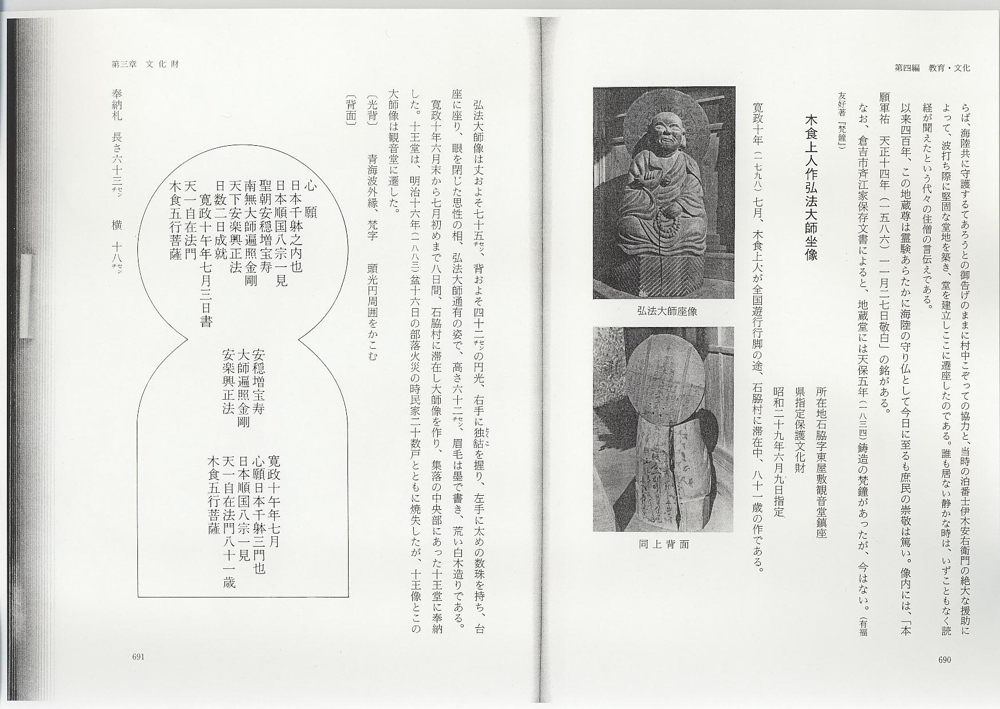 第四編　教育・文化
らば、海陸共に守護するてあろうとの御告げのままに村中こぞっての協力と、当時の泊番士伊木安右衛門の絶大な援助に
よって、波打ち際に堅固な堂地を築き、堂を建立しここに遷座したのである。誰も居ない静かな時は、いずこともなく読
経が聞えたという代々の住僧の言伝えである。
以来四百年、この地蔵尊は霊験あらたかに海陸の守り仏として今日に至るも庶民の崇敬は篤い。像内には、「本
願軍祐　天正十四年（一五八六）一一月二七日敬白」の銘がある。
なお、倉吉市斉江家保存文書によると、地蔵堂には天保五年（一八三四）鋳造の梵鐘があったが、今はない。（有福
友好著『梵鐘』）
木食上人作弘法大師坐像
所在地石脇字東屋敷観音堂鎮座
県指定保護文化財
昭和二十九年六月九日指定
寛政十年（一七九八）七月、木食上人が全国遊行行脚の途、石脇村に滞在中、八十一歳の作である。
弘法大師座像
同上背面
690
第三章　文化財
弘法大師像は丈およそ七十五センチ、背およそ四十二センチの円光、右手に独鈷とっこを握り、左手に太めの数珠を持ち、台
座に座り、眼を閉じた思性の相、弘法大師通有の姿で、高さ六十二センチ、眉毛は墨で書き、荒い白木造りである。
寛政十年六月末から七月初めまで八日間、石脇村に滞在し大師像を作り、集落の中央部にあった十王堂に奉納
した。十王堂は、明治十六年（一八八三）盆十六日の部落火災の時民家二十数戸とともに焼失したが、十王像とこの
大師像は観音堂に遷した。
〔光背〕　青海波外縁、梵字　頭光円周囲をかこむ
〔背面〕
心願
日本千躰之内也
日本順国八宗一見
聖朝安穏増宝寿
南無大師遍照金剛
天下安楽興正法
日数二日成就
寛政十午年七月三日書
天一自在法門
木食五行菩薩
安穏増宝寿
大師遍照金剛
安楽興正法
寛政十午年七月
心願日本千躰三門也
日本順国八宗一見
天一自在法門八十一歳
木食五行菩薩
奉納札　長さ六十三センチ　横　十八センチ
691